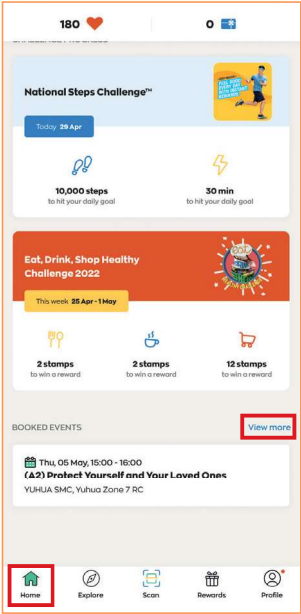 180 0
National Steps Challenge™
Today 29 Apr
10,000 steps 30 min
to hit your daily goal to hit your daily goal
Eat, Drink, Shop Healthy
Challenge 2022
This week 25 Apr - 1 May
2 stamps 2 stamps 12 stamps
to win a reward to win a reward to win a reward
BOOKED EVENTS View more
Thu, 05 May, 15:00 - 16:00
(A2) Protect Yourself and Your Loved Ones
YUHUA SMC, Yuhua Zone 7 RC
Home Explore Scan Rewards Profile